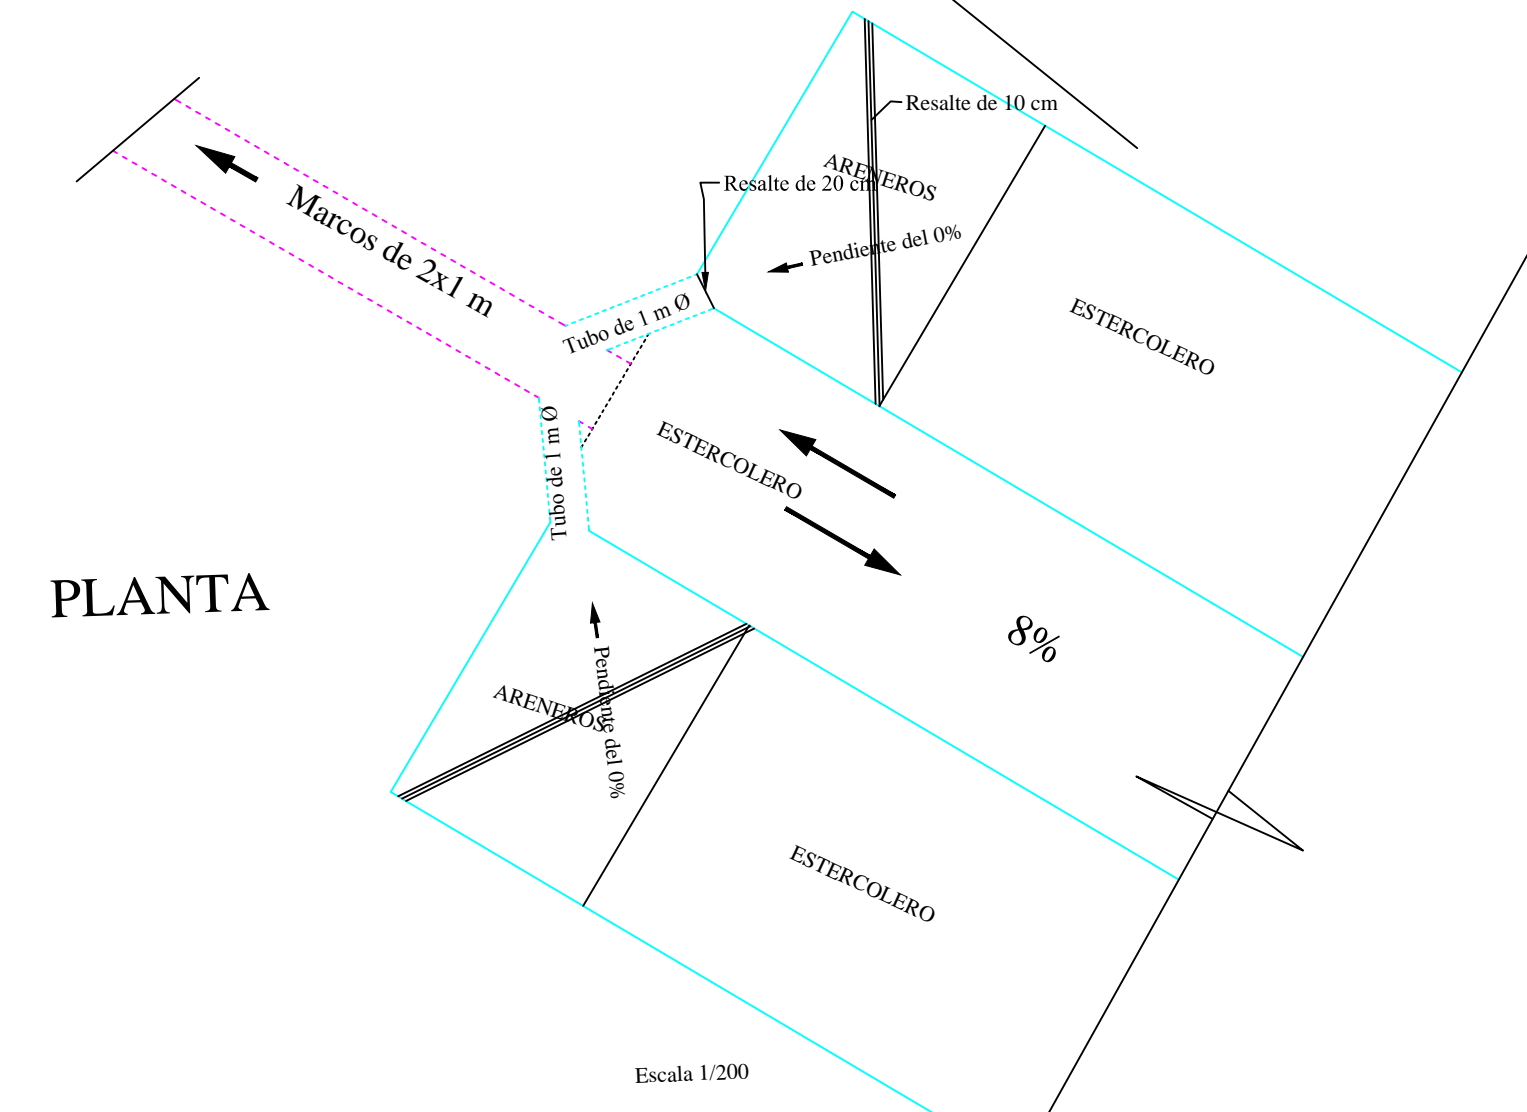 Resalte de 10 cm
ARENEROS
Resalte de 20 cm
Marcos de 2x1 m
Pendiente del 0%
Tubo de 1 m Ø
ESTERCOLERO
Tubo de 1 m Ø
ESTERCOLERO
PLANTA
8%
ARENEROS
Pendiente del 0%
ESTERCOLERO
Escala 1/200